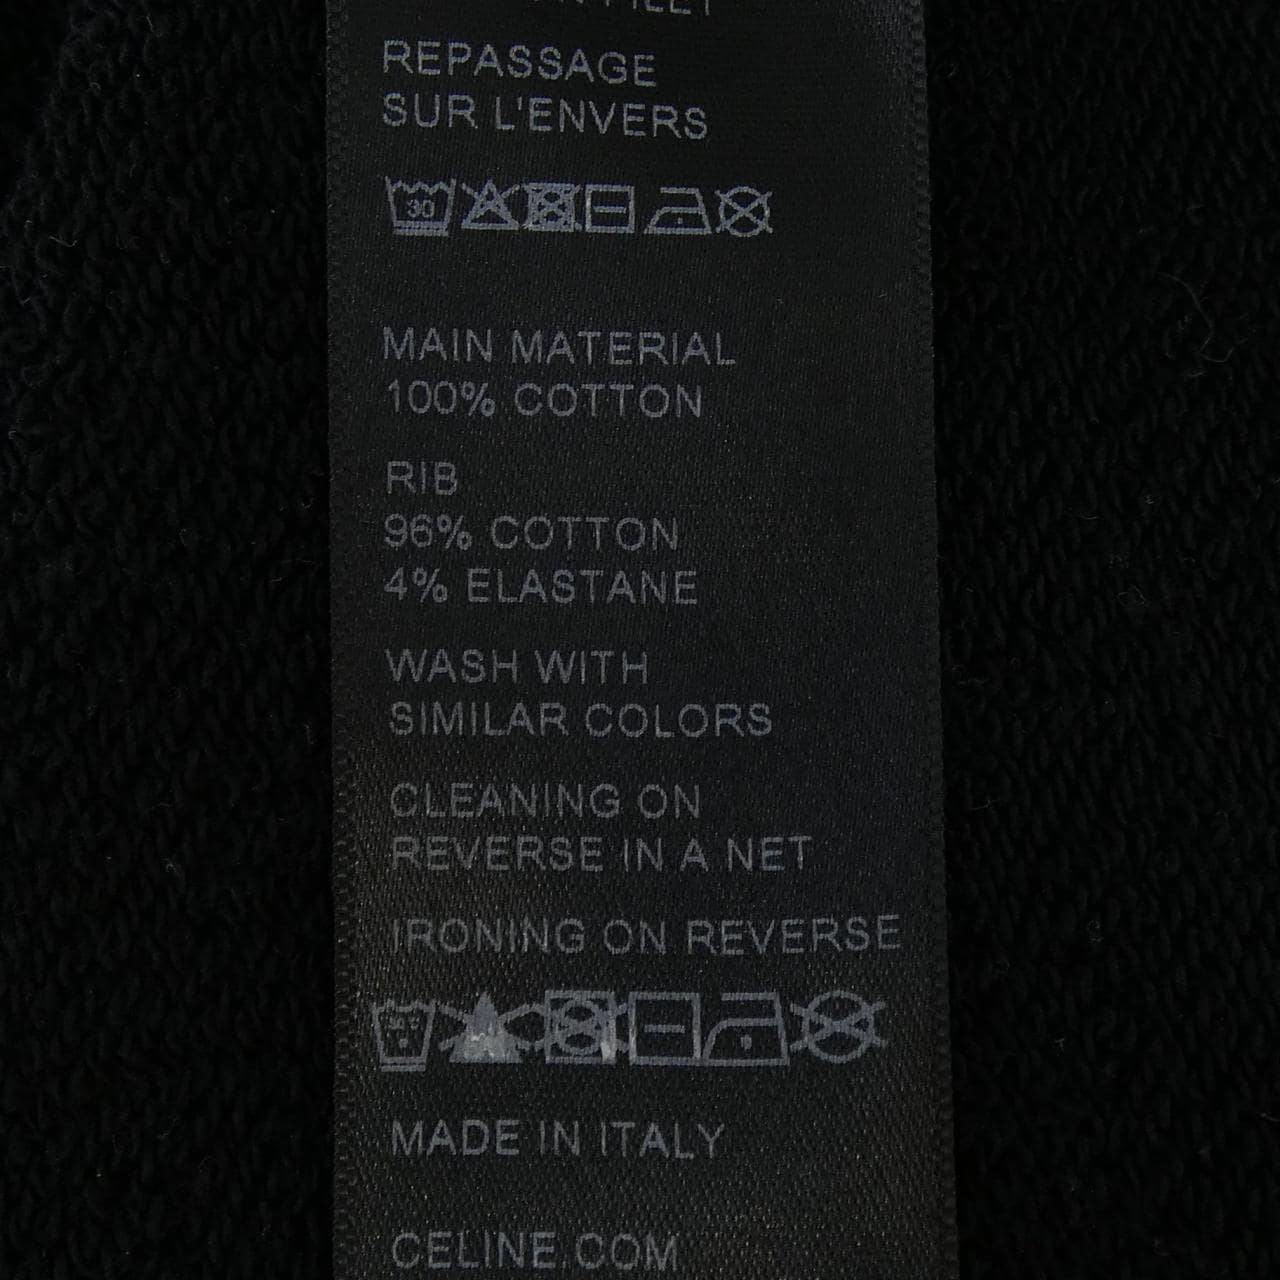 REPASSAGE
SUR L'ENVERS
30
MAIN MATERIAL
100% COTTON
RIB
96% COTTON
4% ELASTANE
WASH WITH
SIMILAR COLORS
CLEANING ON
REVERSE IN A NET
IRONING ON REVERSE
MADE IN ITALY
CELINE.COM